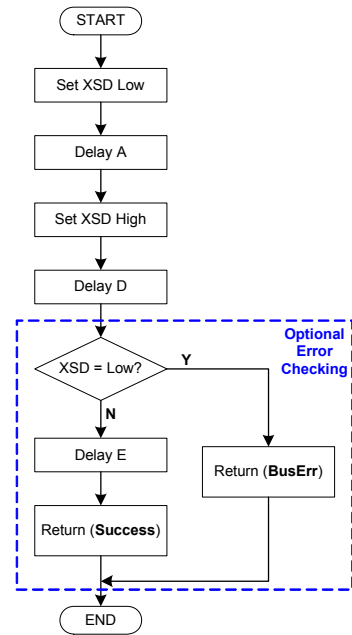 START
Set XSD Low
Delay A
Set XSD High
Delay D
Optional
Error
Checking
XSD = Low?
Y
N
Delay E
Return (BusErr)
Return (Success)
END